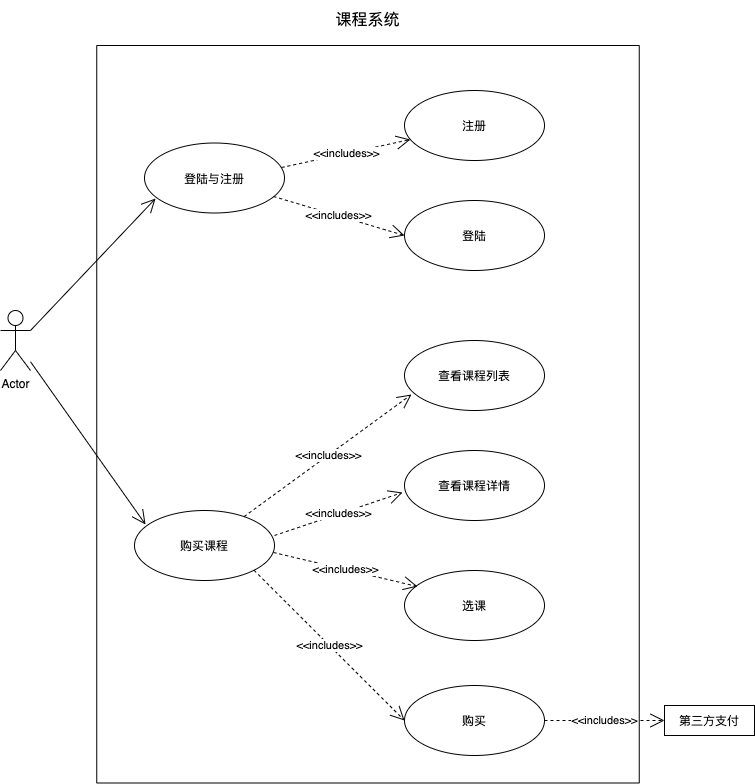 课程系统
注册
<<includes>>
登陆与注册
<<includes>>
登陆
Actor
查看课程列表
<<includes>>
查看课程详情
<<includes>>
购买课程
<<includes>>
选课
<<includes>>
购买
<<includes>>
第三方支付